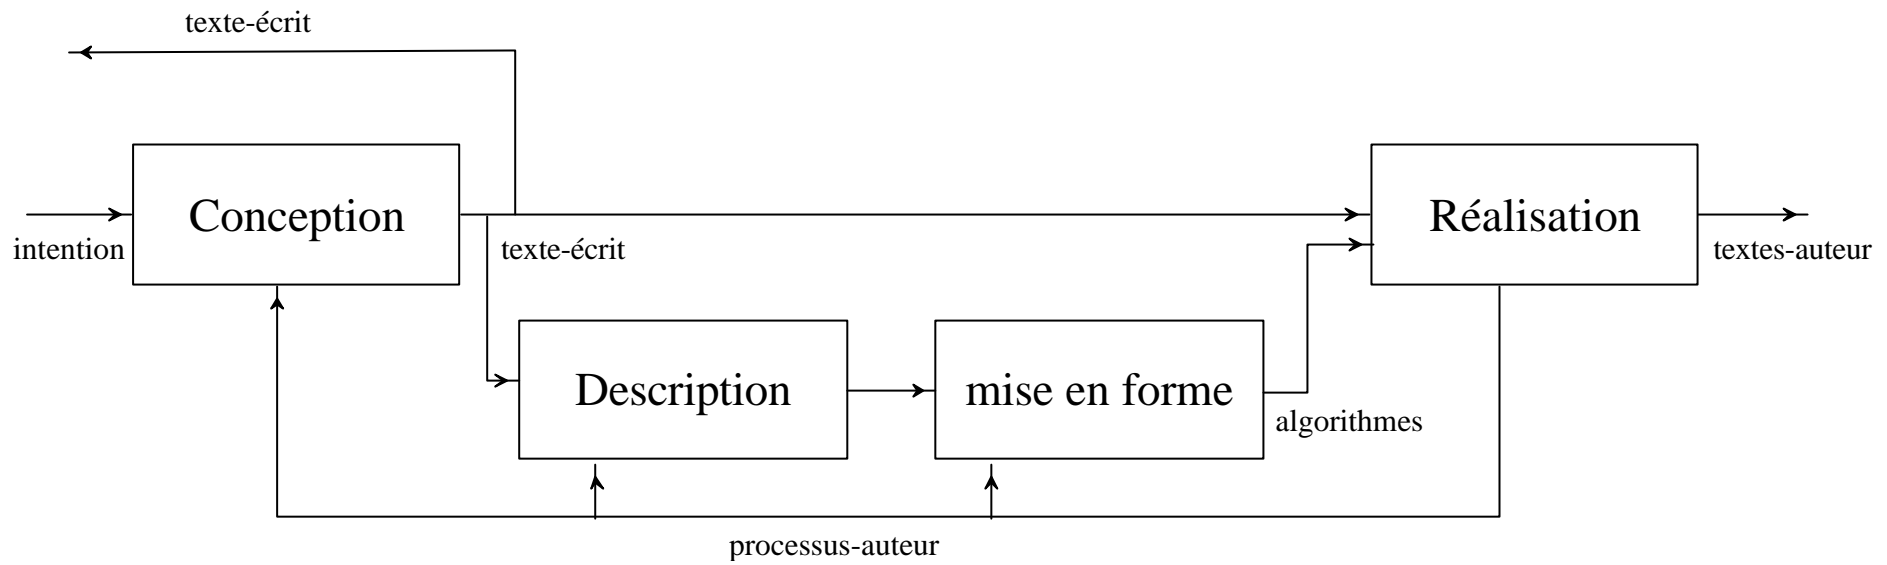 texte-écrit
Conception
Réalisation
intention
texte-écrit
textes-auteur
Description
mise en forme
algorithmes
processus-auteur